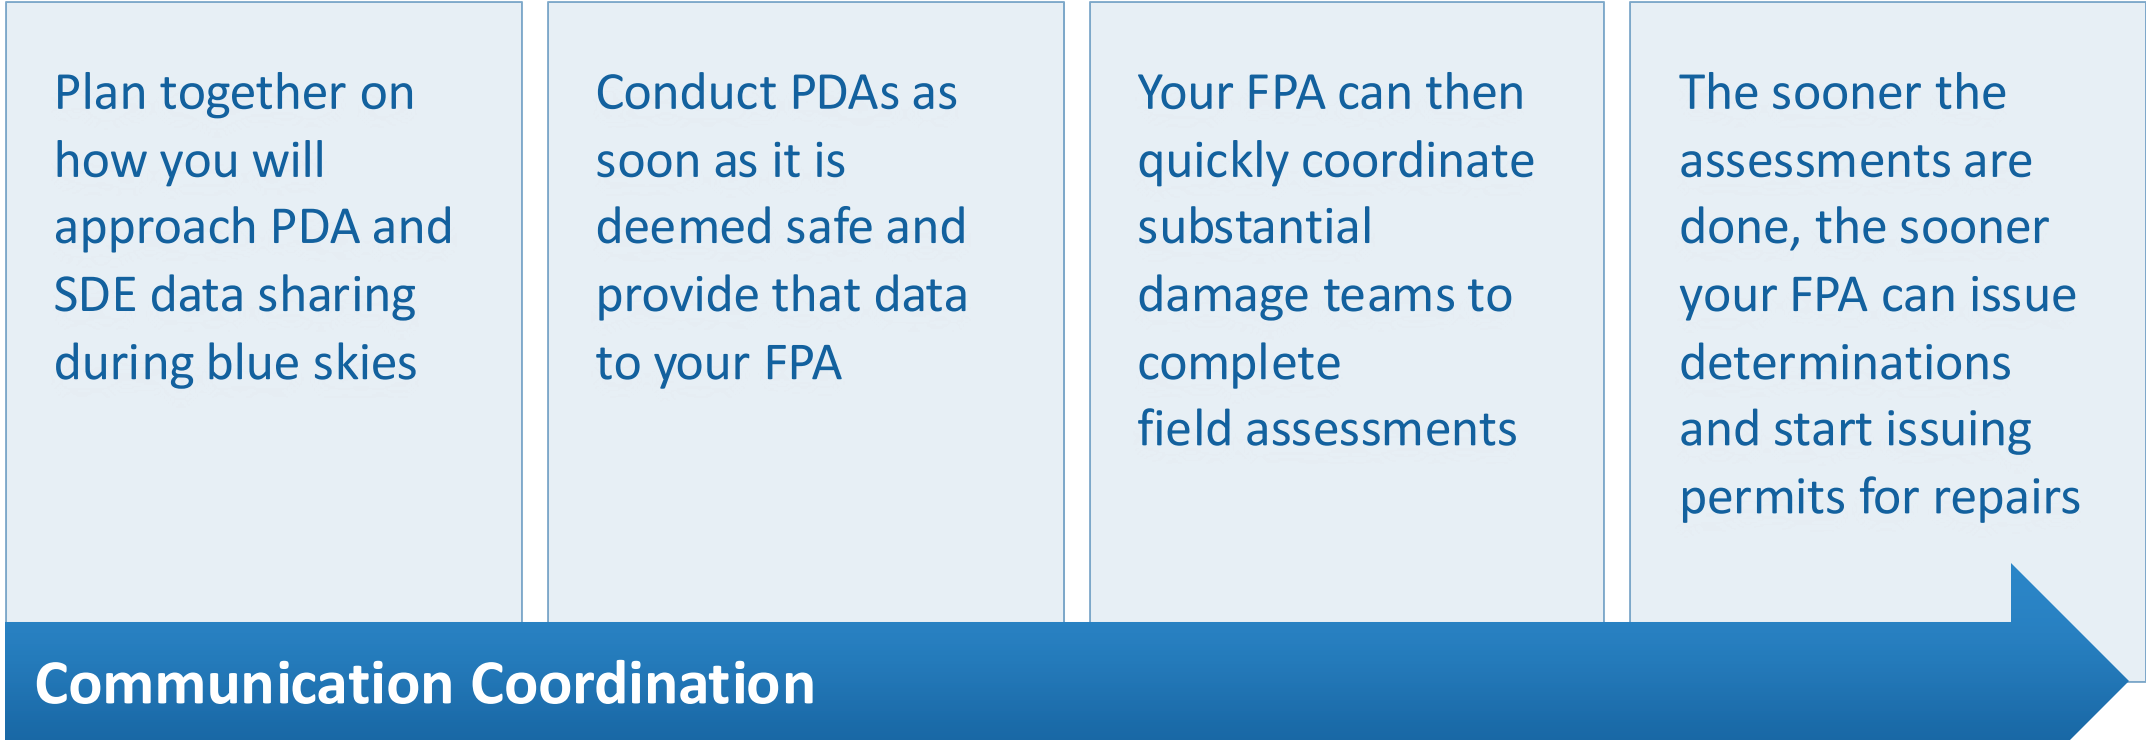 Plan together on
how you will
approach PDA and
SDE data sharing
during blue skies
Conduct PDAs as
soon as it is
deemed safe and
provide that data
to your FPA
Your FPA can then
quickly coordinate
substantial
damage teams to
complete
field assessments
The sooner the
assessments are
done, the sooner
your FPA can issue
determinations
and start issuing
permits for repairs
Communication Coordination